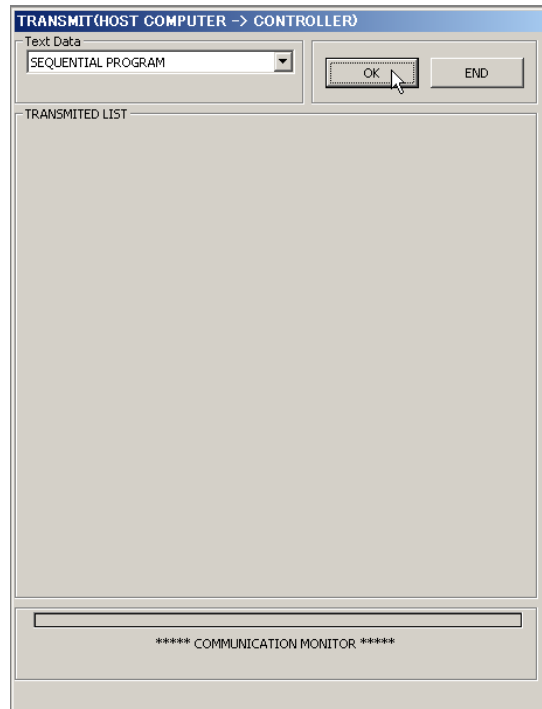 TRANSMIT(HOST COMPUTER -> CONTROLLER)
Text Data
SEQUENTIAL PROGRAM
OK
END
TRANSMITED LIST
***** COMMUNICATION MONITOR *****